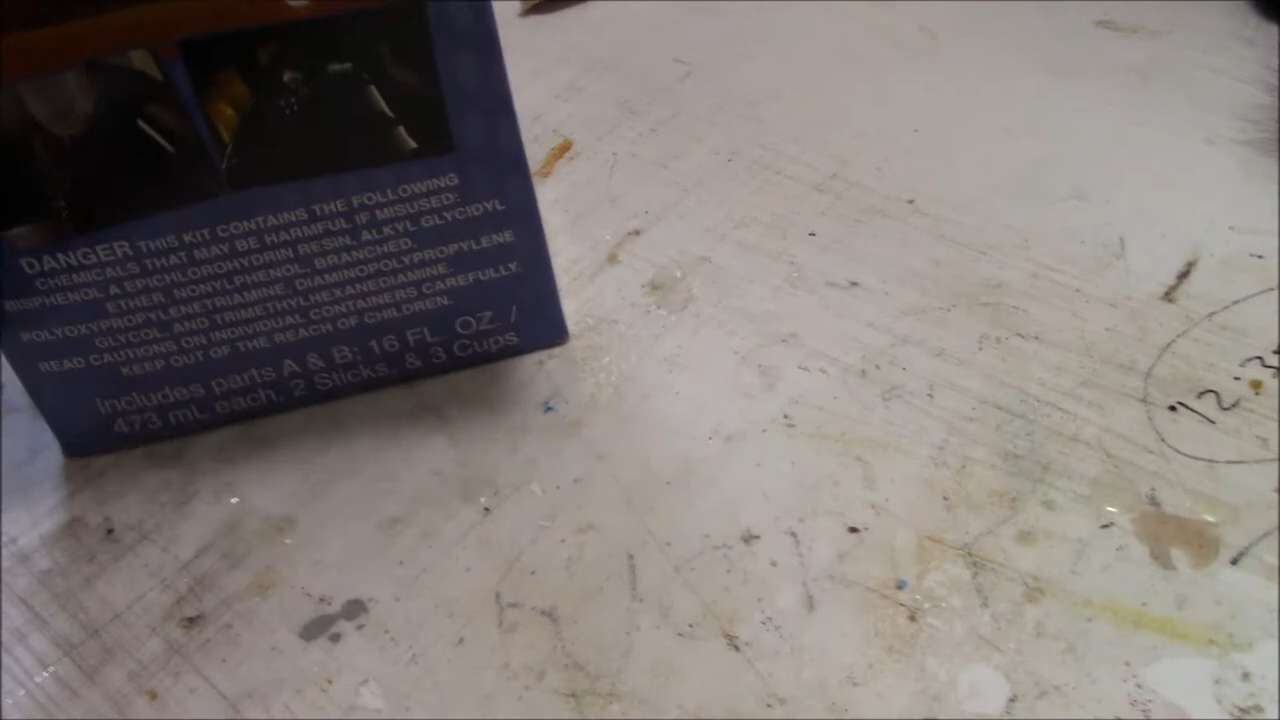 DANGER THIS KIT CONTAINS THE FOLLOWING
CHEMICALS THAT MAY BE HARMFUL IF MISUSED:
BISPHENOL A EPICHLOROHYDRIN RESIN, ALKYL GLYCIDYL
ETHER, NONYLPHENOL, BRANCHED,
POLYOXYPROPYLENETRIAMINE, DIAMINOPOLYPROPYLENE
GLYCOL, AND TRIMETHYLHEXANEDIAMINE.
READ CAUTIONS ON INDIVIDUAL CONTAINERS CAREFULLY.
KEEP OUT OF THE REACH OF CHILDREN.
Includes parts A & B: 16 FL. OZ. /
473 mL each, 2 Sticks, & 3 Cups